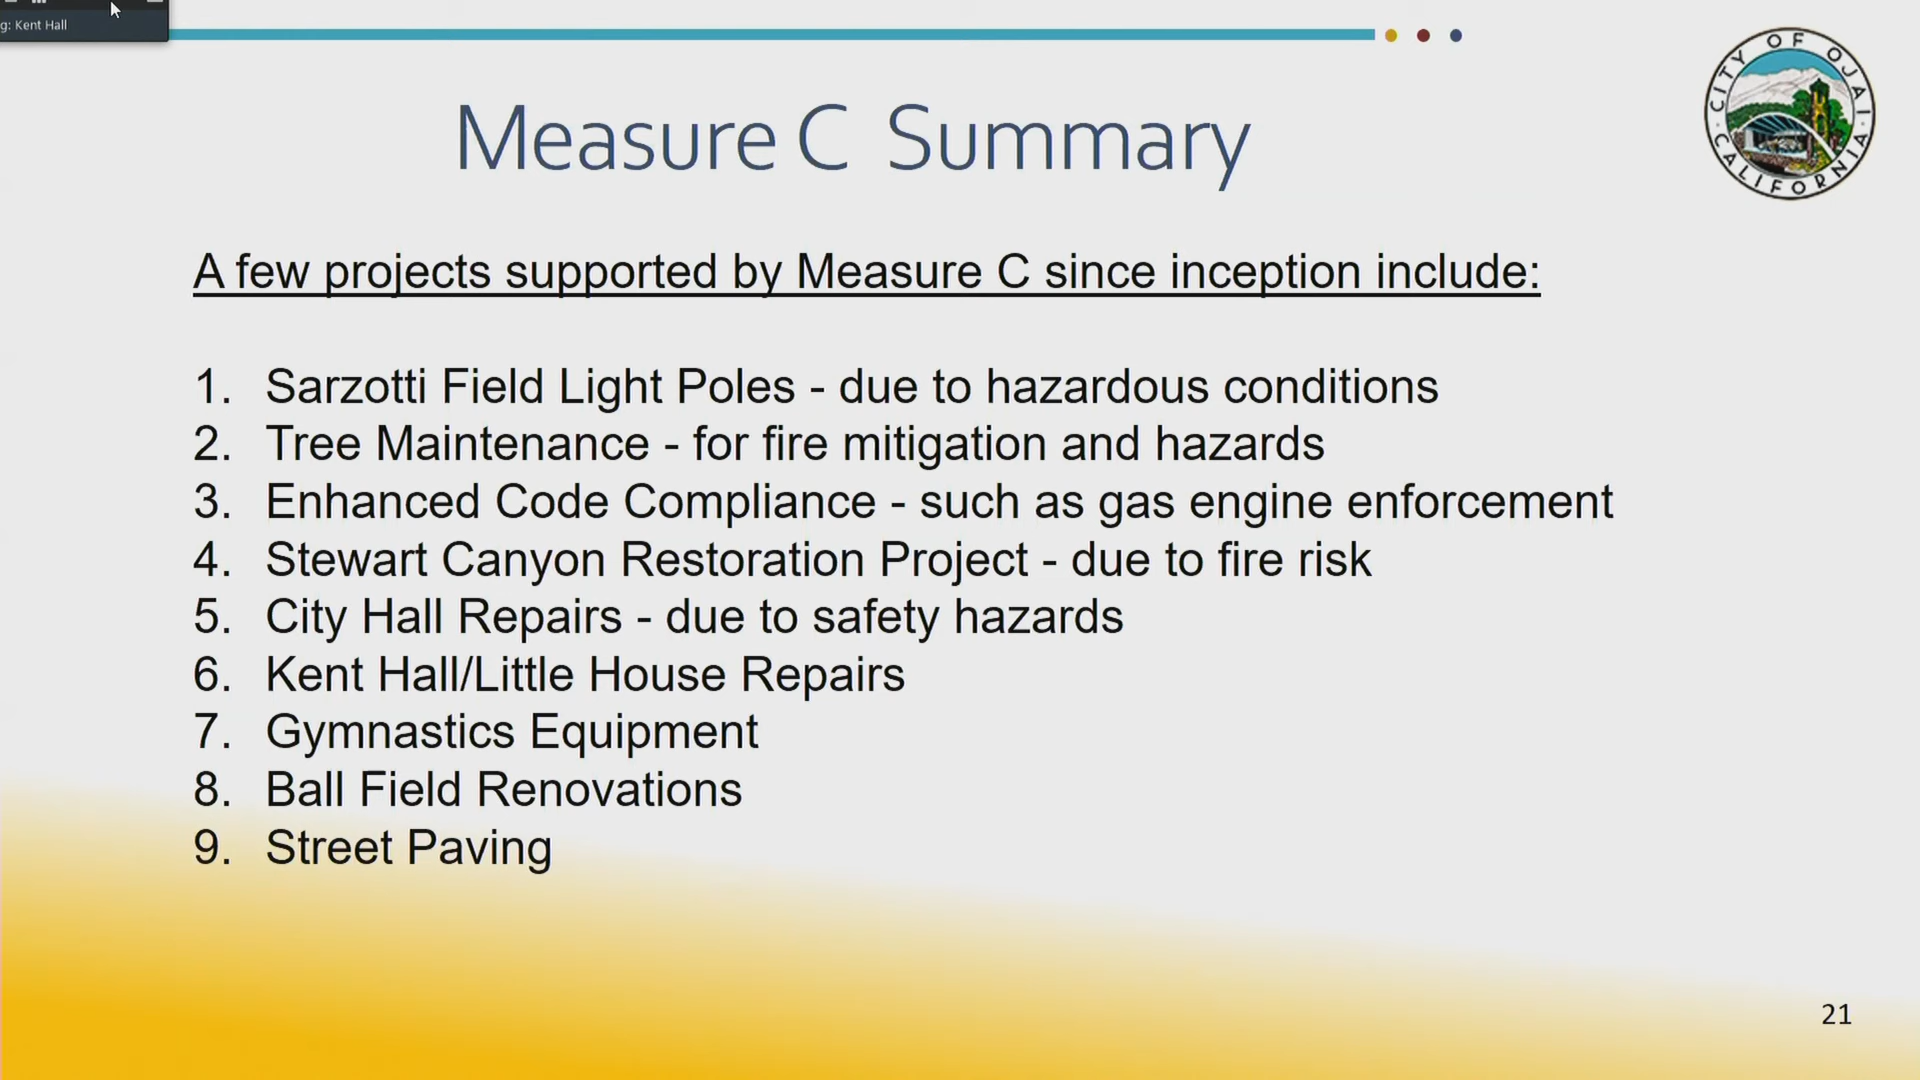 g: Kent Hall
CITY OF OJAI
CALIFORNIA
Measure C Summary
A few projects supported by Measure C since inception include:
1. Sarzotti Field Light Poles - due to hazardous conditions
2. Tree Maintenance - for fire mitigation and hazards
3. Enhanced Code Compliance - such as gas engine enforcement
4. Stewart Canyon Restoration Project - due to fire risk
5. City Hall Repairs - due to safety hazards
6. Kent Hall/Little House Repairs
7. Gymnastics Equipment
8. Ball Field Renovations
9. Street Paving
21